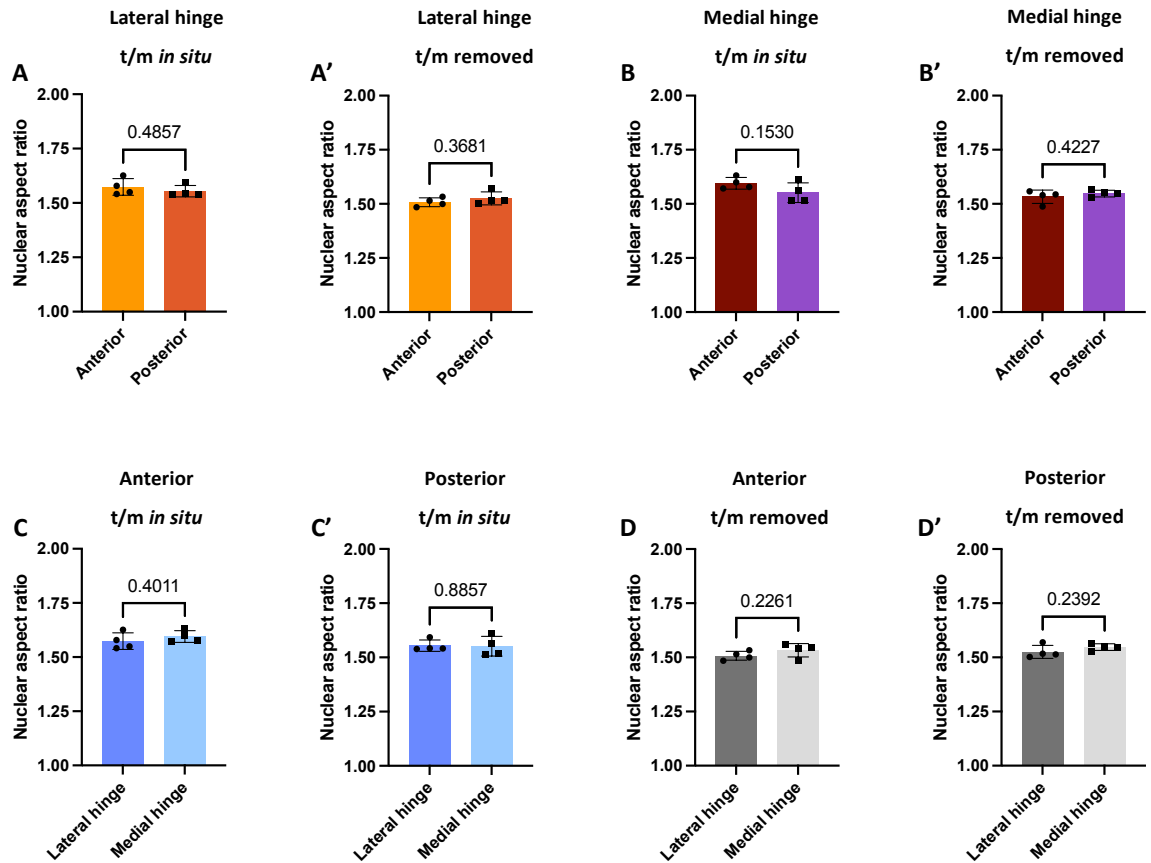 Lateral hinge
t/m in situ
A
Nuclear aspect ratio
2.00
1.75
1.50
1.25
1.00
0.4857
Anterior
Posterior
Lateral hinge
t/m removed
A’
Nuclear aspect ratio
2.00
1.75
1.50
1.25
1.00
0.3681
Anterior
Posterior
Medial hinge
t/m in situ
B
Nuclear aspect ratio
2.00
1.75
1.50
1.25
1.00
0.1530
Anterior
Posterior
Medial hinge
t/m removed
B’
Nuclear aspect ratio
2.00
1.75
1.50
1.25
1.00
0.4227
Anterior
Posterior
Anterior
t/m in situ
C
Nuclear aspect ratio
2.00
1.75
1.50
1.25
1.00
0.4011
Lateral hinge
Medial hinge
Posterior
t/m in situ
C’
Nuclear aspect ratio
2.00
1.75
1.50
1.25
1.00
0.8857
Lateral hinge
Medial hinge
Anterior
t/m removed
D
Nuclear aspect ratio
2.00
1.75
1.50
1.25
1.00
0.2261
Lateral hinge
Medial hinge
Posterior
t/m removed
D’
Nuclear aspect ratio
2.00
1.75
1.50
1.25
1.00
0.2392
Lateral hinge
Medial hinge